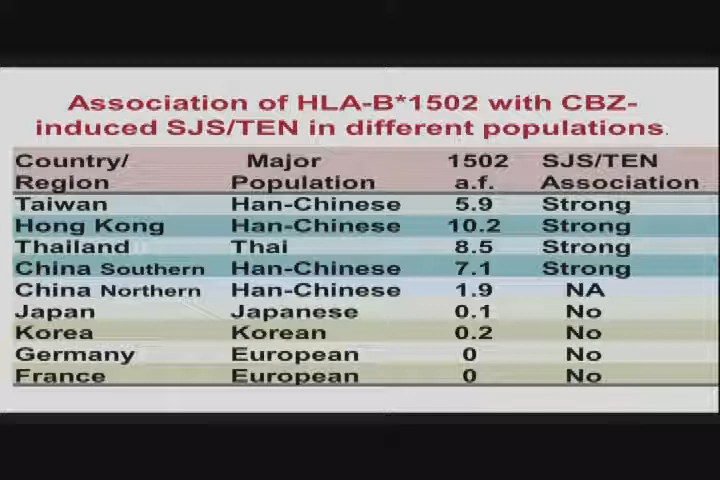 Association of HLA-B*1502 with CBZ-
induced SJS/TEN in different populations.
Country/ Major 1502 SJS/TEN
Region Population a.f. Association
Taiwan Han-Chinese 5.9 Strong
Hong Kong Han-Chinese 10.2 Strong
Thailand Thai 8.5 Strong
China Southern Han-Chinese 7.1 Strong
China Northern Han-Chinese 1.9 NA
Japan Japanese 0.1 No
Korea Korean 0.2 No
Germany European 0 No
France European 0 No